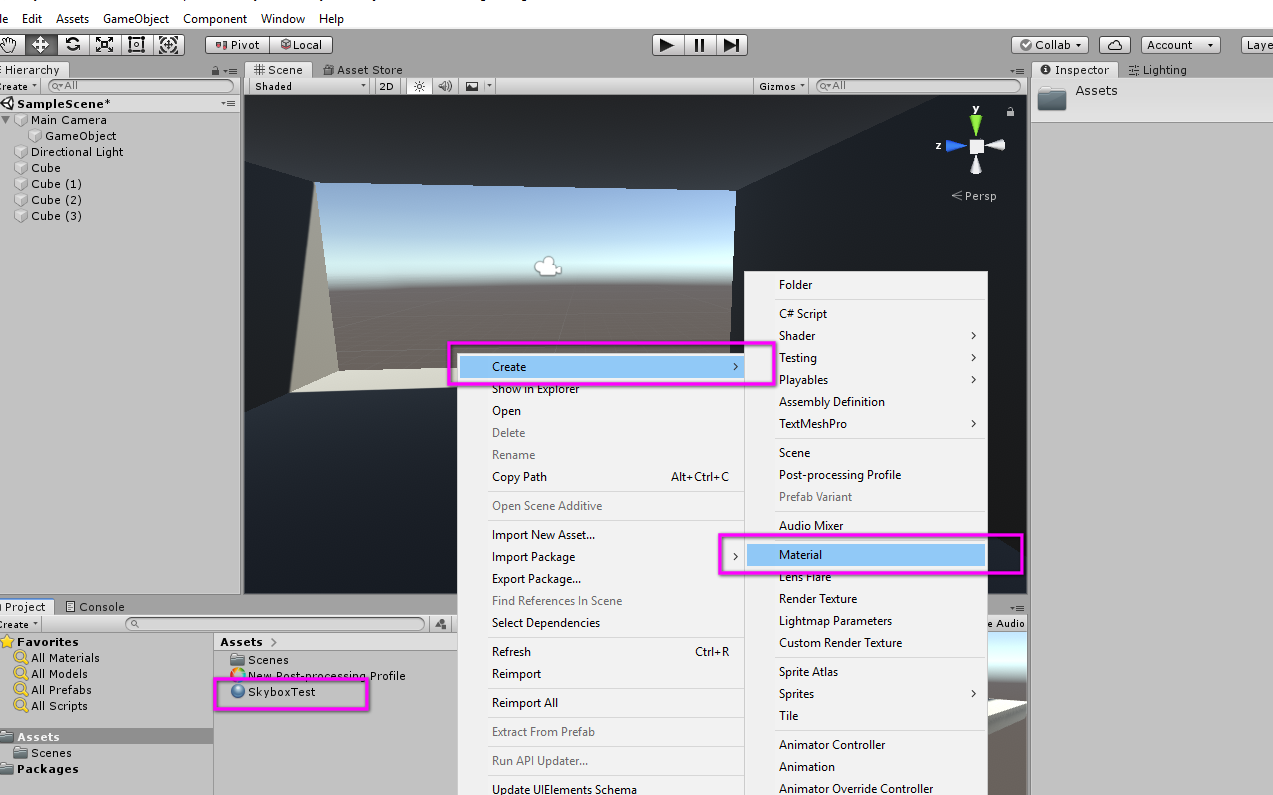 Edit Assets GameObject Component Window Help
Pivot Local Collab Account Laye
Hierarchy
Create All
SampleScene*
Main Camera
GameObject
Directional Light
Cube
Cube (1)
Cube (2)
Cube (3)
Scene Asset Store
Shaded 2D Gizmos All
y
z
Persp
Inspector Lighting
Assets
Create
Show in Explorer
Open
Delete
Rename
Copy Path Alt+Ctrl+C
Open Scene Additive
Import New Asset...
Import Package
Export Package...
Find References In Scene
Select Dependencies
Refresh Ctrl+R
Reimport
Reimport All
Extract From Prefab
Run API Updater...
Update UIElements Schema
Folder
C# Script
Shader
Testing
Playables
Assembly Definition
TextMeshPro
Scene
Post-processing Profile
Prefab Variant
Audio Mixer
Material
Lens Flare
Render Texture
Lightmap Parameters
Custom Render Texture
Sprite Atlas
Sprites
Tile
Animator Controller
Animation
Animator Override Controller
Project Console
Create
Favorites
All Materials
All Models
All Prefabs
All Scripts
Assets
Scenes
Packages
Assets
Scenes
New Post-processing Profile
SkyboxTest
e Audio